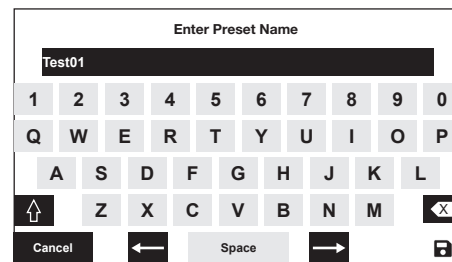 Enter Preset Name
Test01
1 2 3 4 5 6 7 8 9 0
Q W E R T Y U I O P
A S D F G H J K L
Z X C V B N M X
Cancel Space